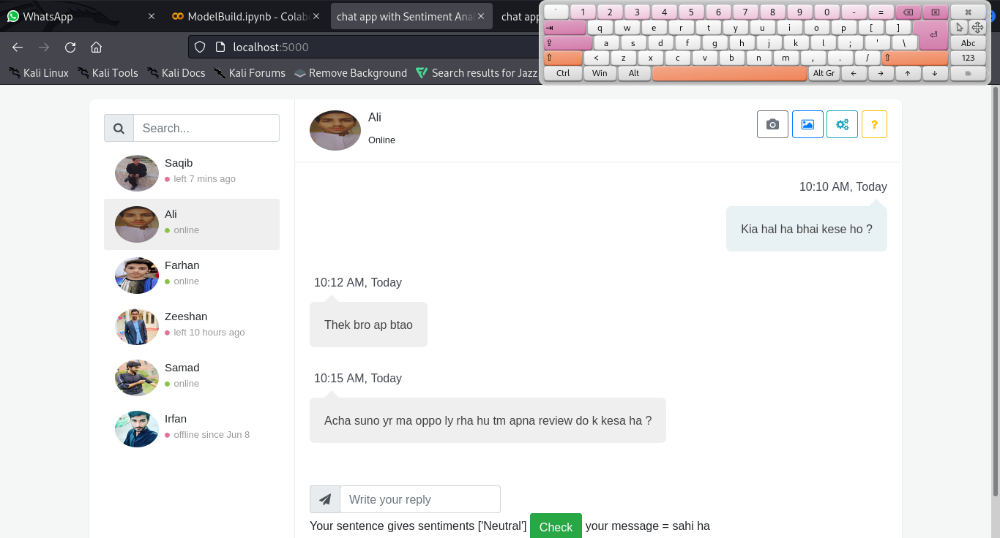 WhatsApp
ModelBuild.ipynb - Colab
chat app with Sentiment Anal
chat app
localhost:5000
Kali Linux
Kali Tools
Kali Docs
Kali Forums
Remove Background
Search results for Jazz
` 1 2 3 4 5 6 7 8 9 0 - =
q w e r t y u i o p [ ]
a s d f g h j k l ; ' \ Abc
< z x c v b n m , . / 123
Ctrl Win Alt Alt Gr
Search...
Saqib
left 7 mins ago
Ali
online
Farhan
online
Zeeshan
left 10 hours ago
Samad
online
Irfan
offline since Jun 8
Ali
Online
?
10:10 AM, Today
Kia hal ha bhai kese ho ?
10:12 AM, Today
Thek bro ap btao
10:15 AM, Today
Acha suno yr ma oppo ly rha hu tm apna review do k kesa ha ?
Write your reply
Your sentence gives sentiments ['Neutral'] Check your message = sahi ha